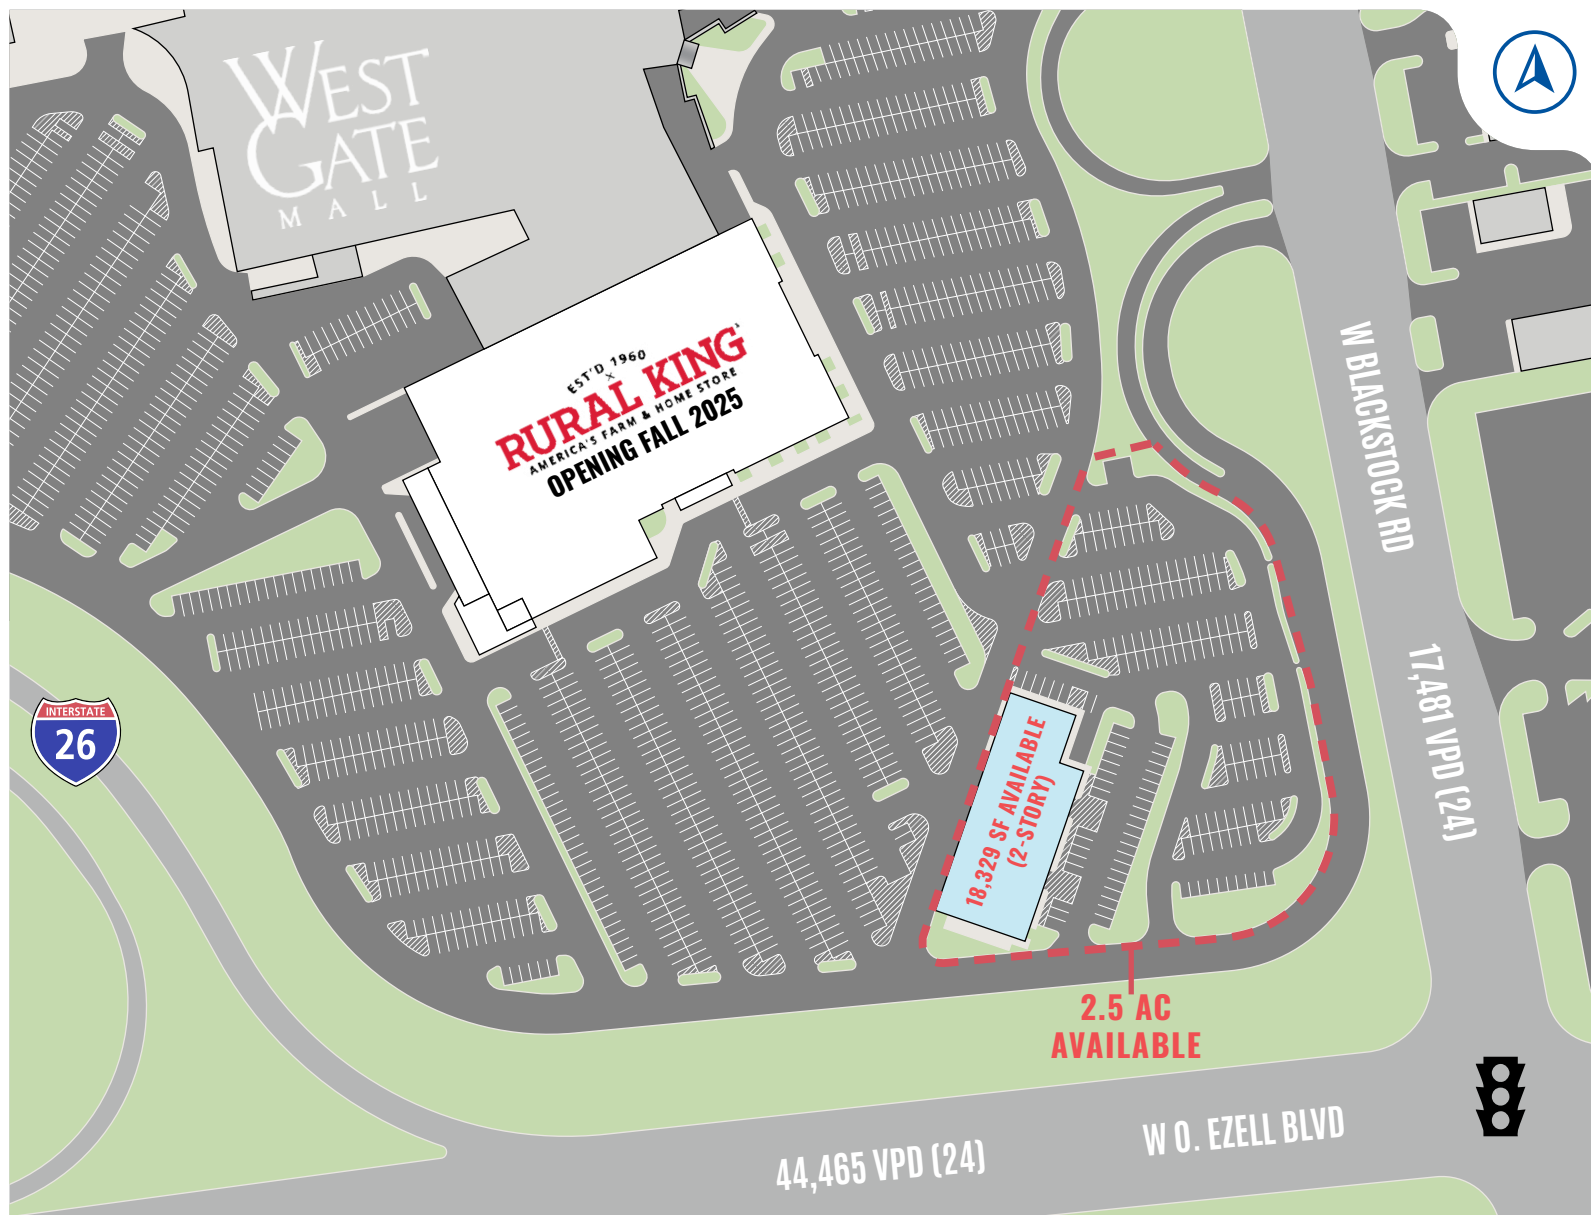 WEST
GATE
MALL
EST'D 1960
RURAL KING
AMERICA'S FARM & HOME STORE
OPENING FALL 2025
W BLACKSTOCK RD
17,481 VPD (24)
INTERSTATE
26
18,329 SF AVAILABLE
(2-STORY)
2.5 AC
AVAILABLE
W O. EZELL BLVD
44,465 VPD (24)